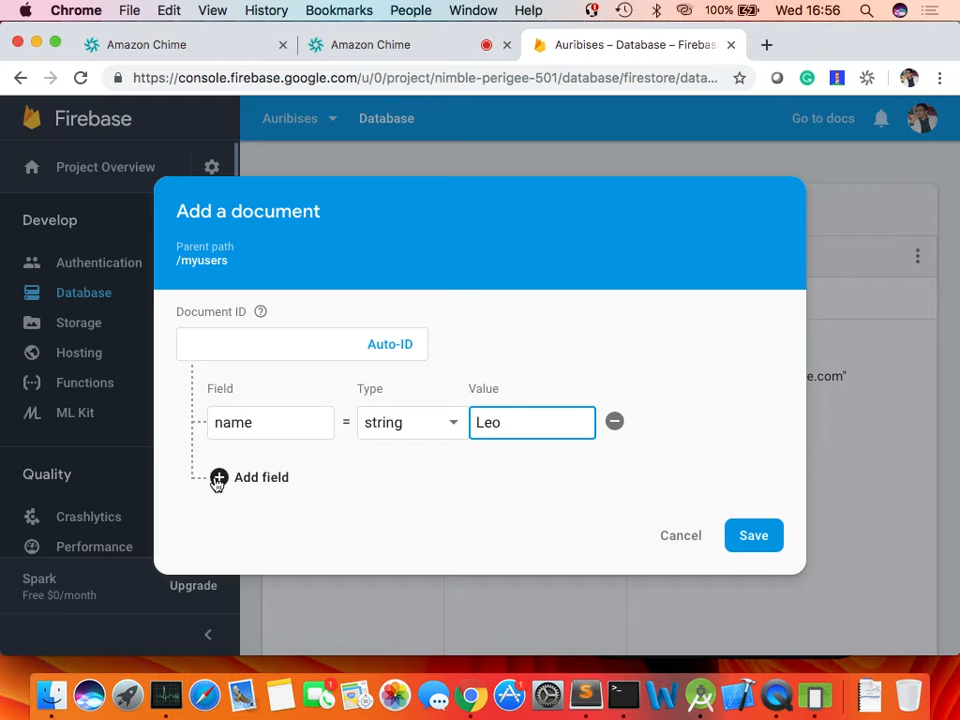 Chrome File Edit View History Bookmarks People Window Help 100% Wed 16:56
Amazon Chime Amazon Chime Auribises – Database – Firebas
https://console.firebase.google.com/u/0/project/nimble-perigee-501/database/firestore/data...
Firebase Auribises Database Go to docs
Project Overview
Develop
Authentication
Database
Storage
Hosting
Functions
ML Kit
Quality
Crashlytics
Performance
Spark
Free $0/month
Upgrade
Add a document
Parent path
/myusers
Document ID
Auto-ID
Field Type Value
name = string Leo
Add field
Cancel Save
e.com"